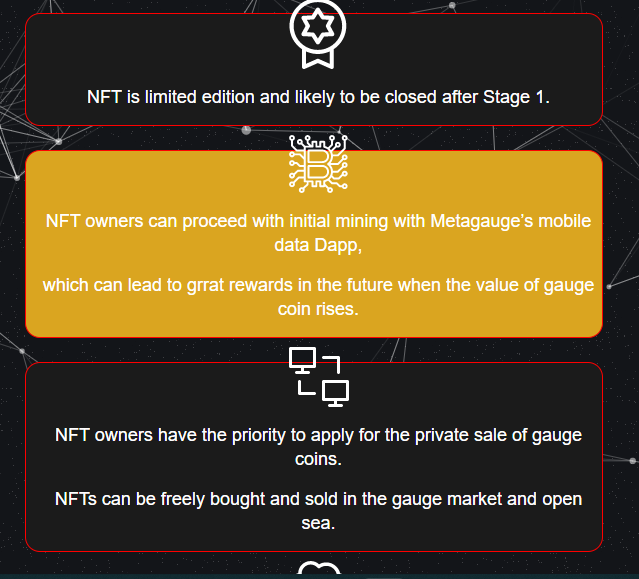 NFT is limited edition and likely to be closed after Stage 1.
NFT owners can proceed with initial mining with Metagauge's mobile
data Dapp,
which can lead to grrat rewards in the future when the value of gauge
coin rises.
NFT owners have the priority to apply for the private sale of gauge
coins.
NFTs can be freely bought and sold in the gauge market and open
sea.